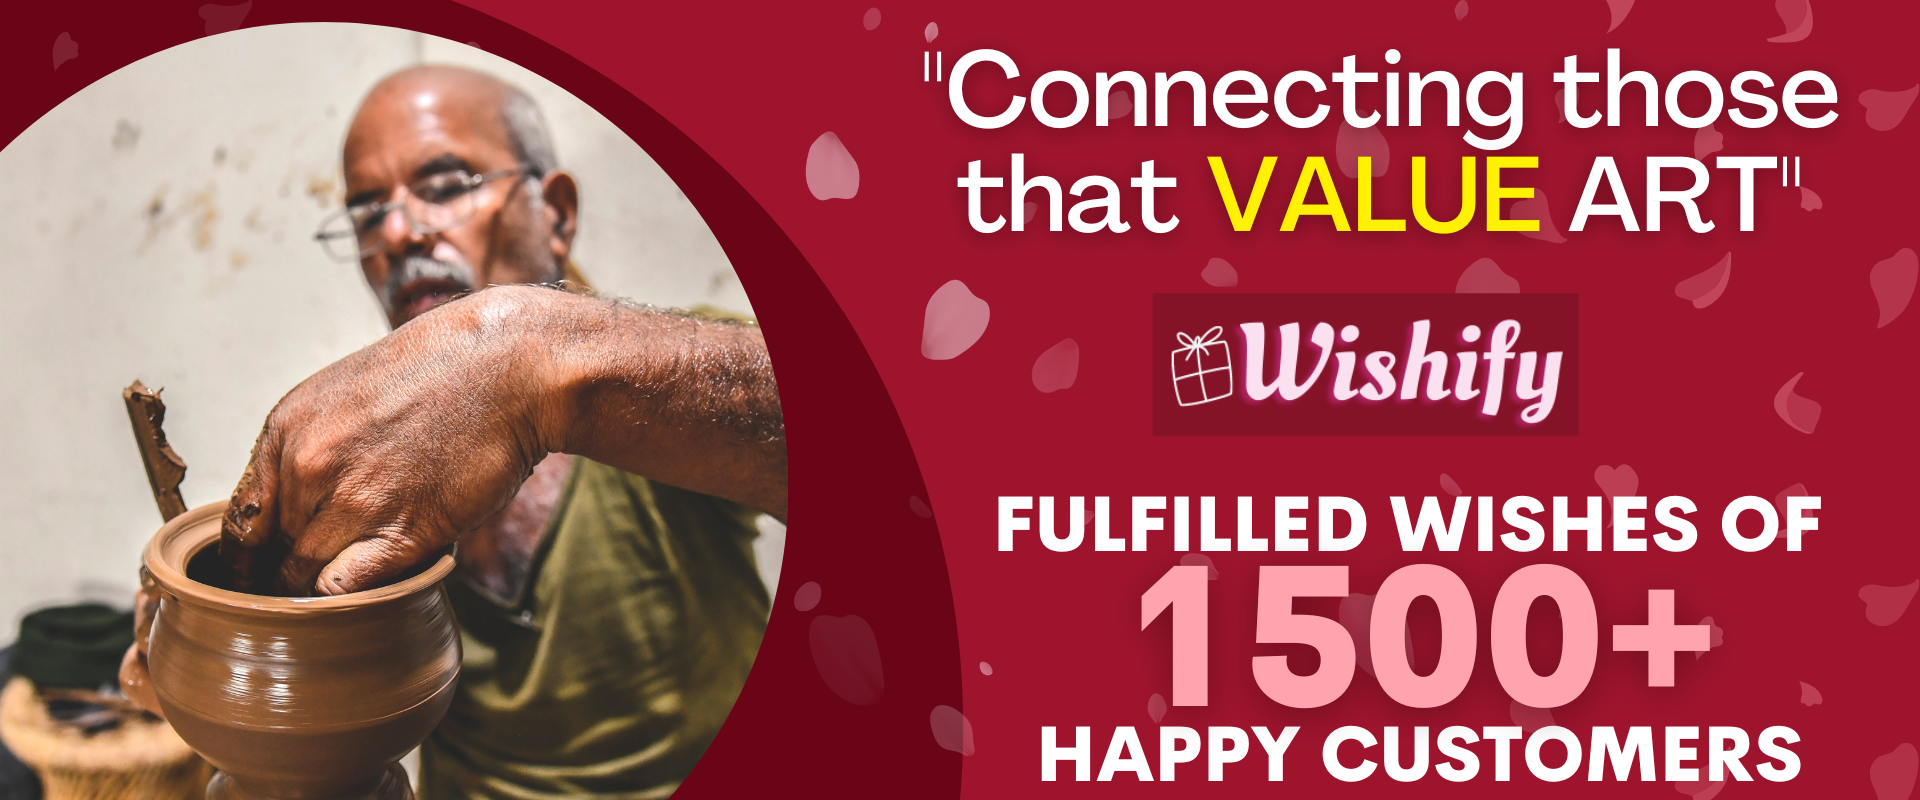 "Connecting those
that VALUE ART"
Wishify
FULFILLED WISHES OF
1500+
HAPPY CUSTOMERS